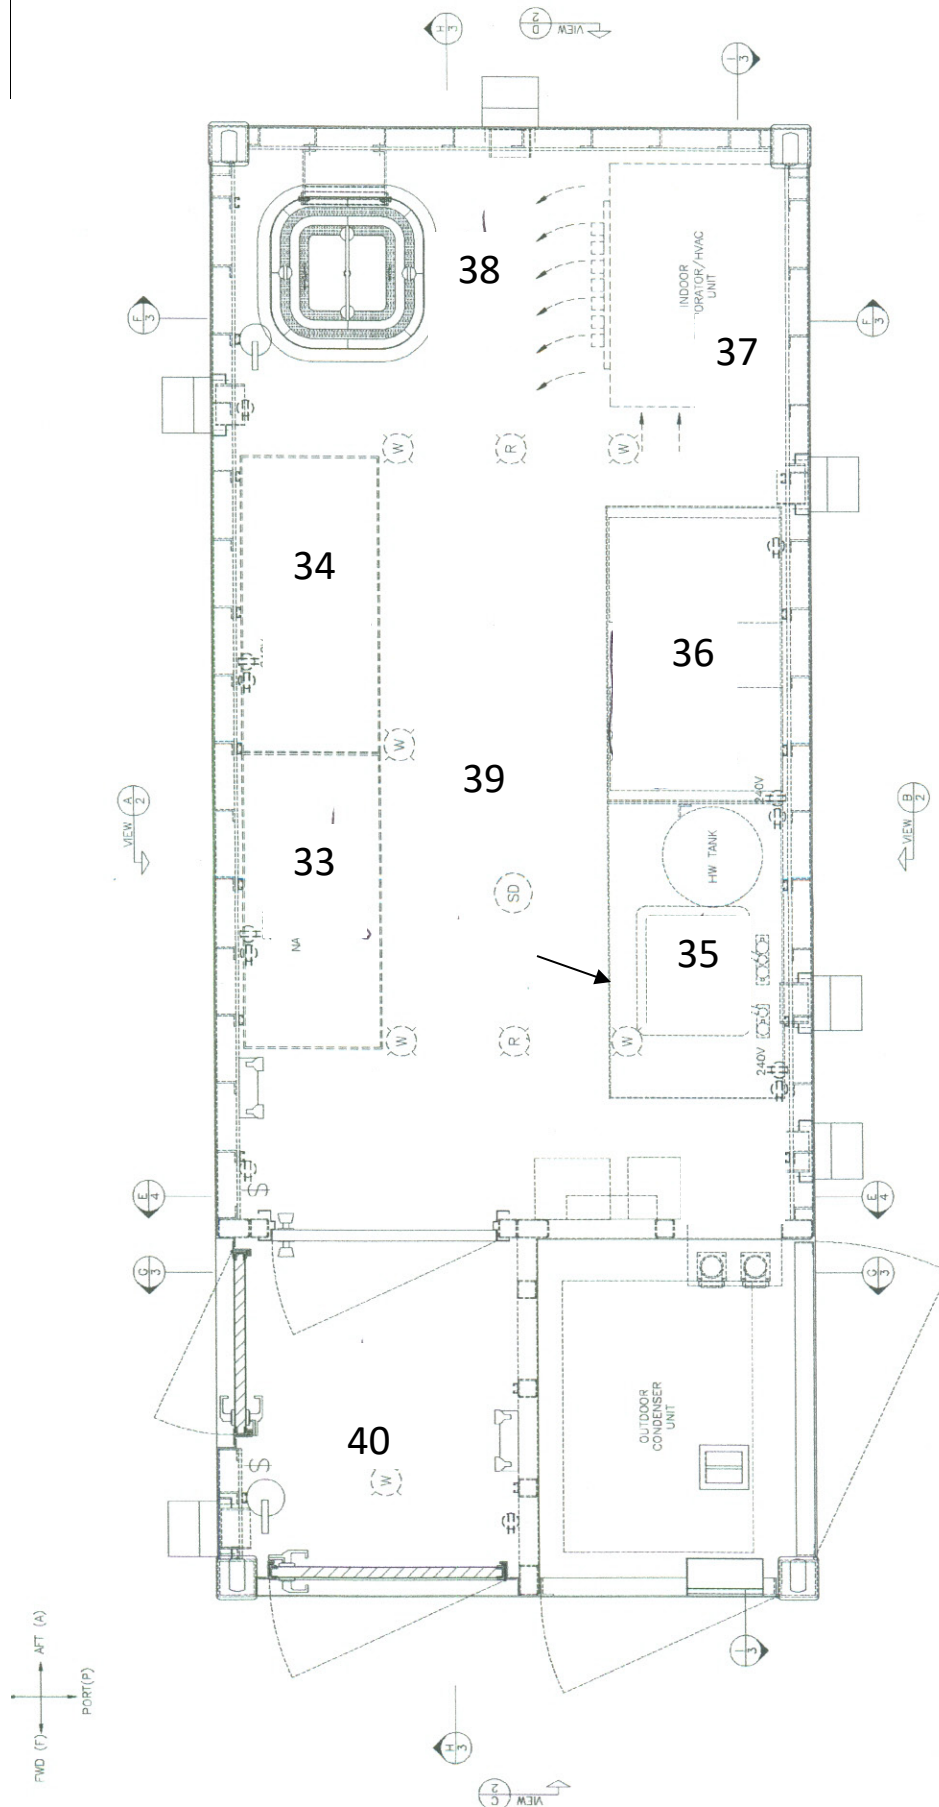 H
3
D
2
VIEW
I
3
38
INDOOR
PORATOR/HVAC
UNIT
37
F
3
F
3
W
R
W
34
36
W
39
240V
A
2
VIEW
B
2
VIEW
HW TANK
33
SD
NA
35
W
R
W
240V
E
4
S
E
4
G
3
G
3
OUTDOOR
CONDENSER
UNIT
40
S
W
AFT (A)
PORT(P)
FWD (F)
I
3
H
3
C
2
VIEW